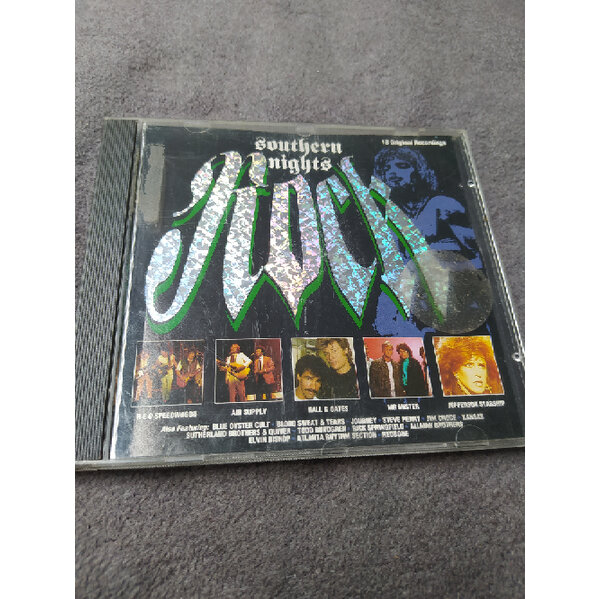 southern
nights
Rock
18 Original Recordings
REO SPEEDWAGON
AIR SUPPLY
HALL & OATES
MR MISTER
JEFFERSON STARSHIP
Also Featuring: BLUE OYSTER CULT · BLOOD SWEAT & TEARS · JOURNEY · STEVE PERRY · JIM CROCE · KANSAS
SUTHERLAND BROTHERS & QUIVER · TODD RUNDGREN · RICK SPRINGFIELD · ALLMAN BROTHERS
ELVIN BISHOP · ATLANTA RHYTHM SECTION · REDBONE